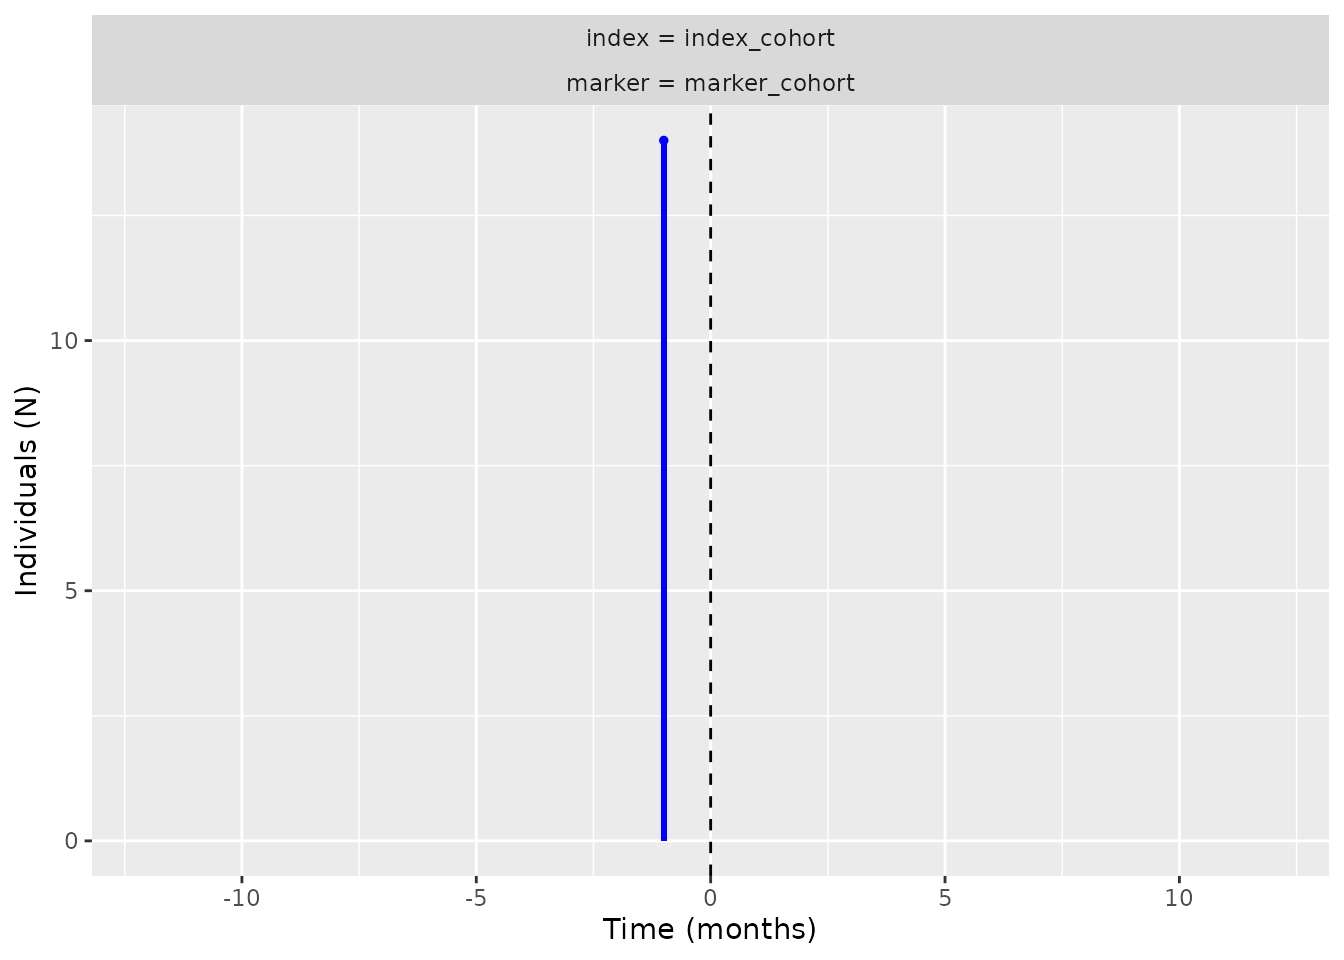 index = index_cohort
marker = marker_cohort
Individuals (N)
10
5
0
-10 -5 0 5 10
Time (months)